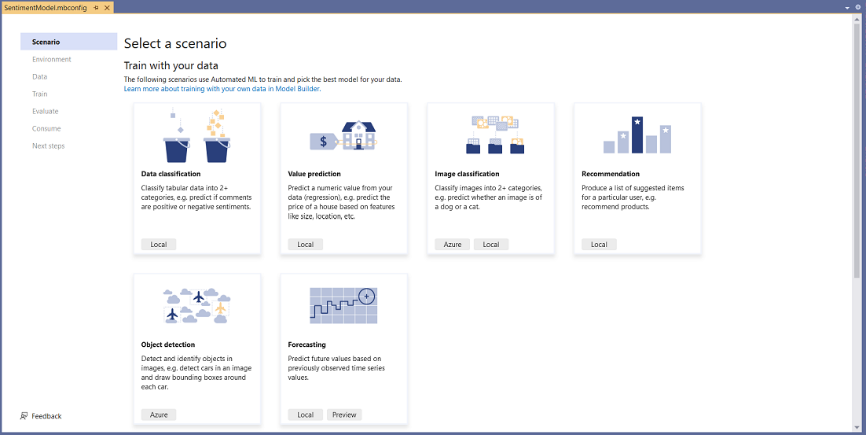 SentimentModel.mbconfig
Scenario
Environment
Data
Train
Evaluate
Consume
Next steps
Feedback
Select a scenario
Train with your data
The following scenarios use Automated ML to train and pick the best model for your data.
Learn more about training with your own data in Model Builder.
Data classification
Classify tabular data into 2+
categories, e.g. predict if comments
are positive or negative sentiments.
Local
$
Value prediction
Predict a numeric value from your
data (regression), e.g. predict the
price of a house based on features
like size, location, etc.
Local
Image classification
Classify images into 2+ categories,
e.g. predict whether an image is of
a dog or a cat.
Azure Local
Recommendation
Produce a list of suggested items
for a particular user, e.g.
recommend products.
Local
Object detection
Detect and identify objects in
images, e.g. detect cars in an image
and draw bounding boxes around
each car.
Azure
Forecasting
Predict future values based on
previously observed time series
values.
Local Preview